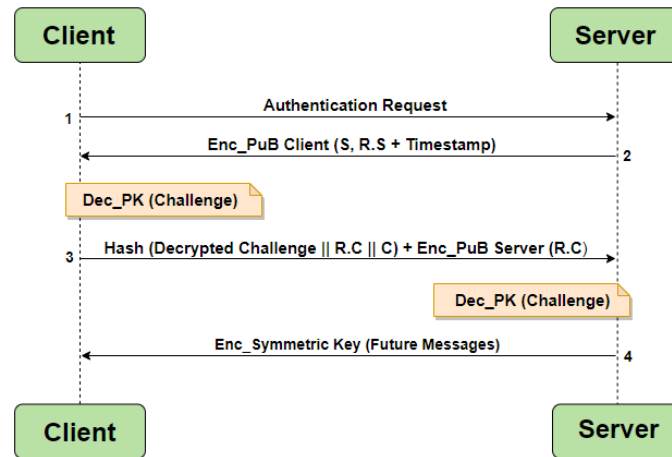 Client
Server
Authentication Request
1
Enc_PuB Client (S, R.S + Timestamp)
2
Dec_PK (Challenge)
Hash (Decrypted Challenge || R.C || C) + Enc_PuB Server (R.C)
3
Dec_PK (Challenge)
Enc_Symmetric Key (Future Messages)
4
Client
Server